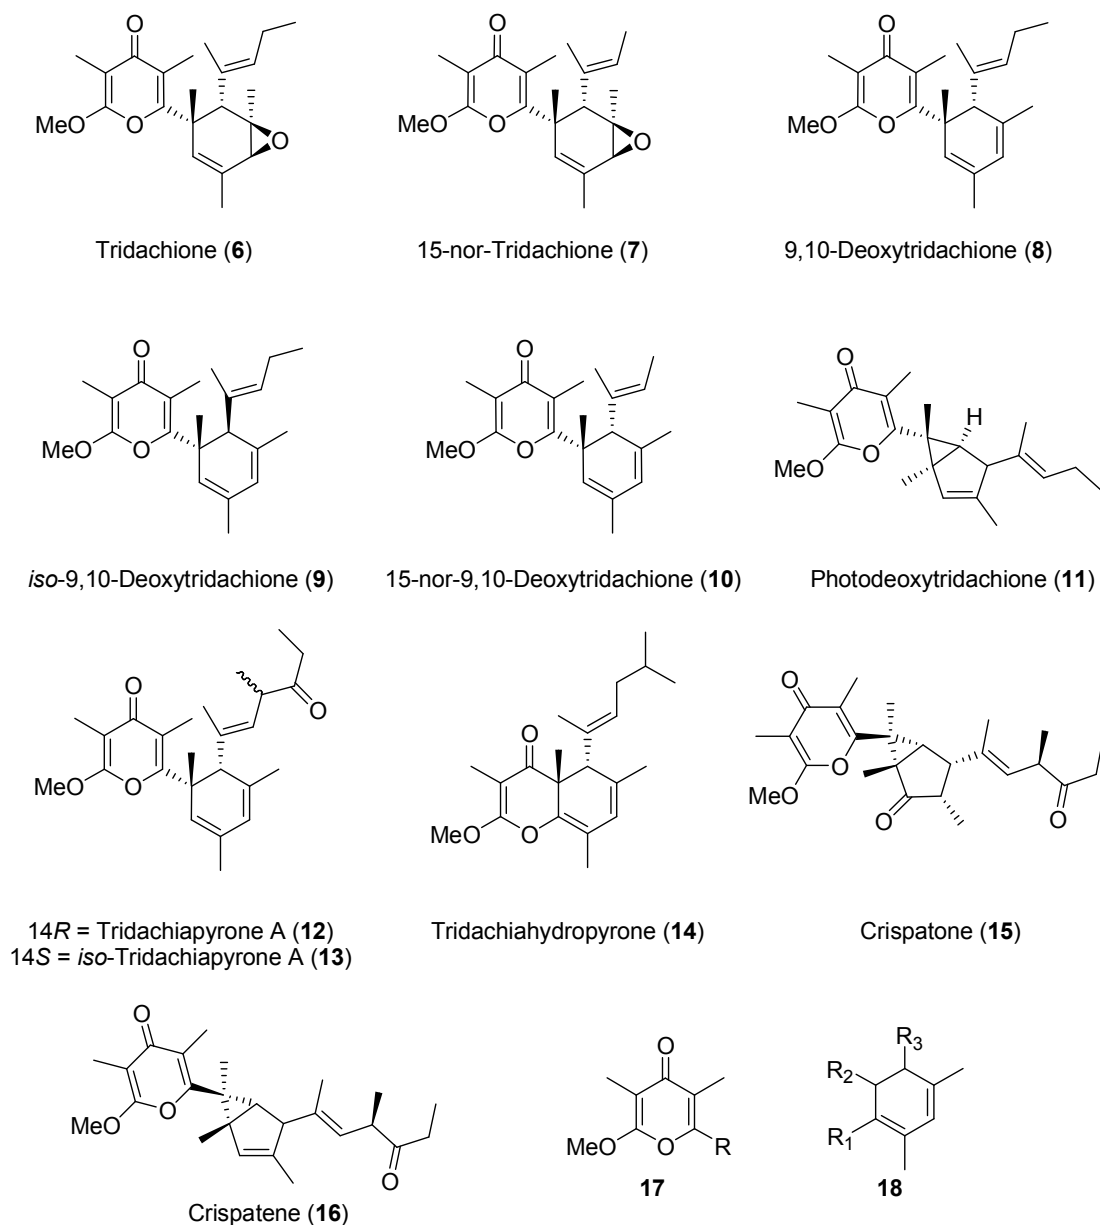 O
O
O
MeO
O
O
MeO
O
O
MeO
O
Tridachione (6)
15-nor-Tridachione (7)
9,10-Deoxytridachione (8)
O
O
O
H
MeO
O
MeO
O
MeO
O
iso-9,10-Deoxytridachione (9)
15-nor-9,10-Deoxytridachione (10)
Photodeoxytridachione (11)
O
O
O
O
MeO
O
MeO
O
MeO
O
O
O
14R = Tridachiapyrone A (12)
14S = iso-Tridachiapyrone A (13)
Tridachiahydropyrone (14)
Crispatone (15)
O
O
R3
R2
MeO
O
O
MeO
O
R
R1
17
18
Crispatene (16)